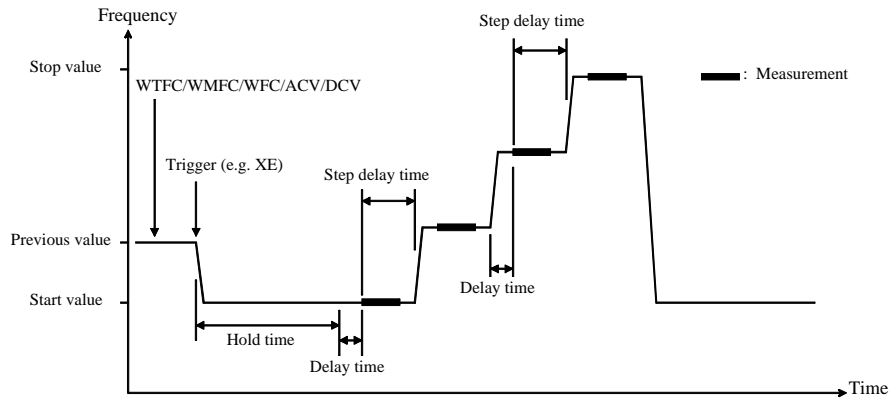 Frequency
Step delay time
Stop value
: Measurement
WTFC/WMFC/WFC/ACV/DCV
Trigger (e.g. XE)
Step delay time
Previous value
Delay time
Start value
Hold time
Delay time
Time